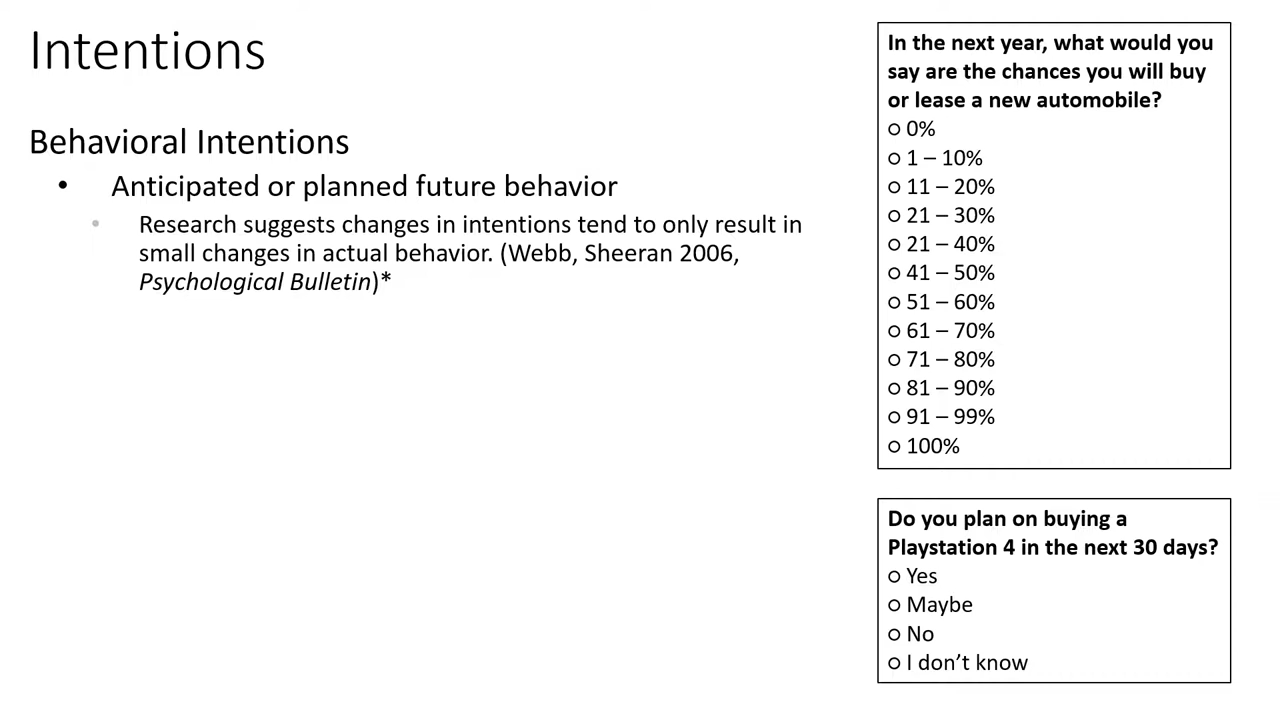 Intentions
Behavioral Intentions
• Anticipated or planned future behavior
• Research suggests changes in intentions tend to only result in
small changes in actual behavior. (Webb, Sheeran 2006,
Psychological Bulletin)*
In the next year, what would you
say are the chances you will buy
or lease a new automobile?
○ 0%
○ 1 – 10%
○ 11 – 20%
○ 21 – 30%
○ 21 – 40%
○ 41 – 50%
○ 51 – 60%
○ 61 – 70%
○ 71 – 80%
○ 81 – 90%
○ 91 – 99%
○ 100%
Do you plan on buying a
Playstation 4 in the next 30 days?
○ Yes
○ Maybe
○ No
○ I don’t know